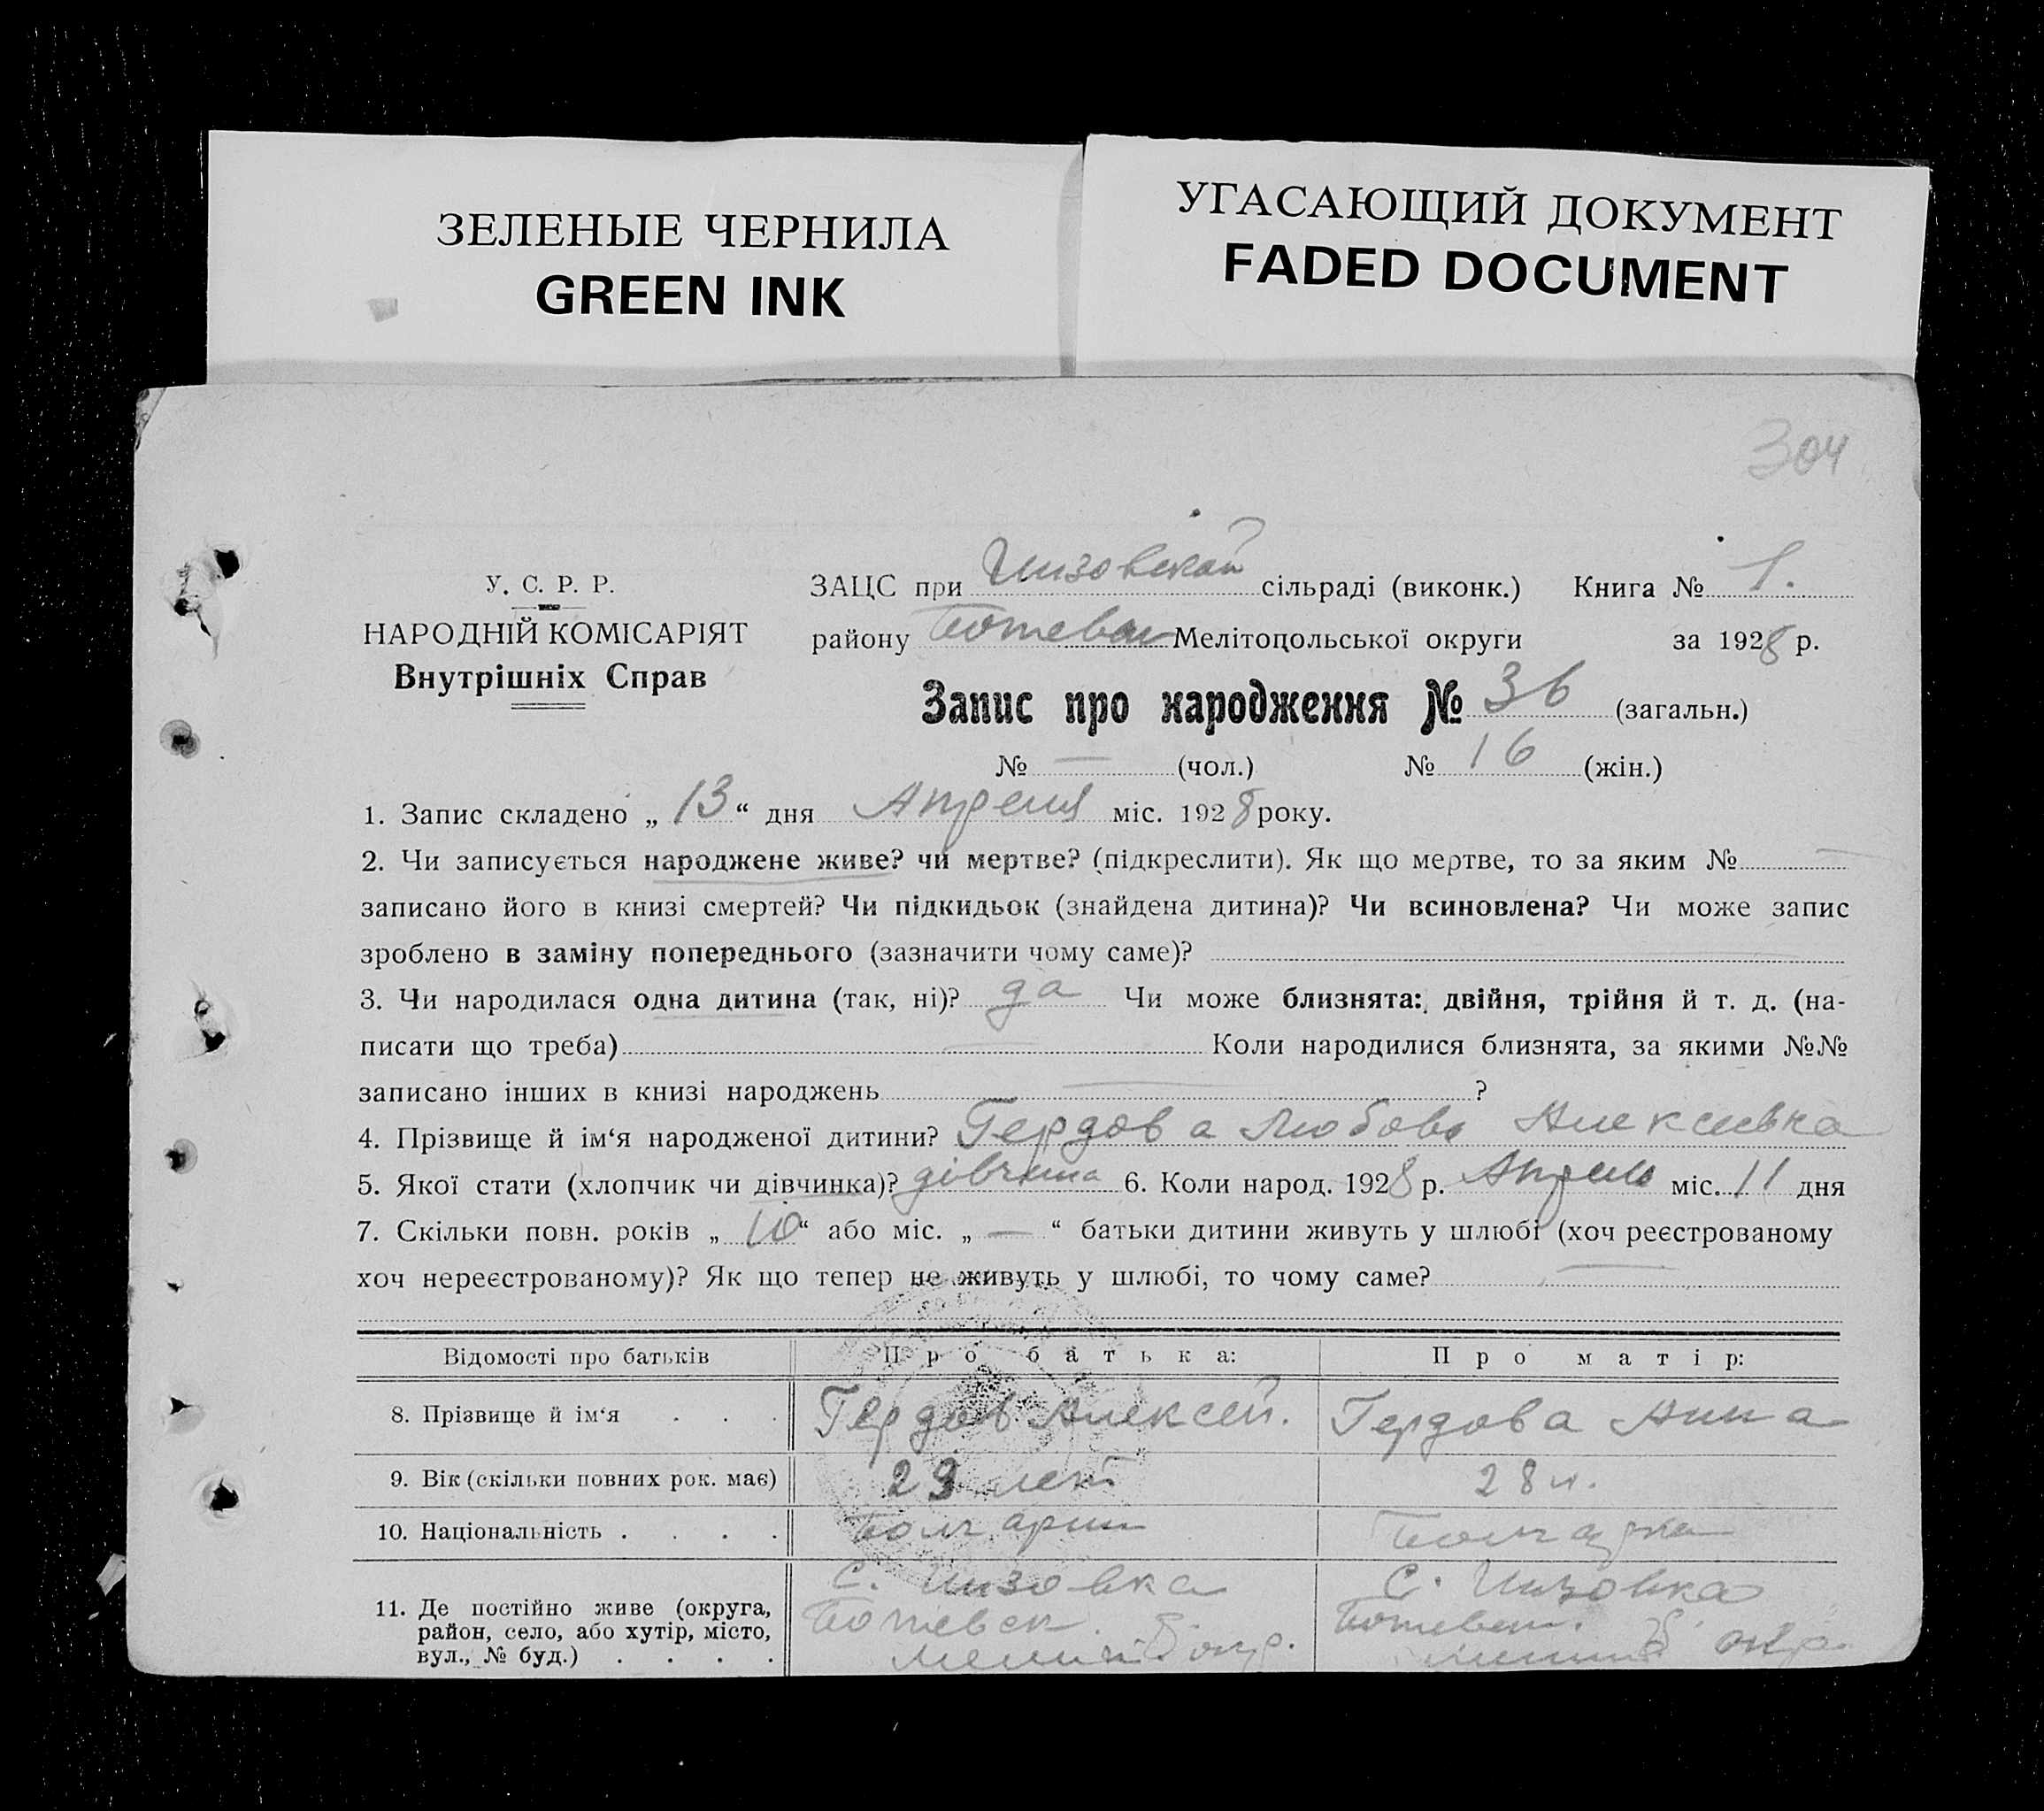 ЗЕЛЕНЫЕ ЧЕРНИЛА
GREEN INK
УГАСАЮЩИЙ ДОКУМЕНТ
FADED DOCUMENT
304
У. С. Р. Р.
НАРОДНІЙ КОМІСАРІЯТ
Внутрішніх Справ
ЗАЦС при сільраді (виконк.) Книга № 1.
району Ботевск Мелітопольської округи за 1928 р.
Запис про народження № 36 (загальн.)
№ — (чол.) № 16 (жін.)
1. Запис складено „ 13 “ дня Апреля міс. 1928 року.
2. Чи записується народжене живе? чи мертве? (підкреслити). Як що мертве, то за яким № —
записано його в книзі смертей? Чи підкидьок (знайдена дитина)? Чи всиновлена? Чи може запис
зроблено в заміну попереднього (зазначити чому саме)?
3. Чи народилася одна дитина (так, ні)? да Чи може близнята: двійня, трійня й т. д. (на-
писати що треба) — Коли народилися близнята, за якими №№
записано інших в книзі народжень — ?
4. Прізвище й ім‘я народженої дитини? Гердова Любовь Алексеевна
5. Якої стати (хлопчик чи дівчинка)? дівчина 6. Коли народ. 1928 р. Апрель міс. 11 дня
7. Скільки повн. років „ 10 “ або міс. „ — “ батьки дитини живуть у шлюбі (хоч реєстрованому
хоч нереєстрованому)? Як що тепер не живуть у шлюбі, то чому саме? —
Відомості про батьків Про батька: Про матір:
8. Прізвище й ім‘я . . . Гердов Алексей. Гердова Анна
9. Вік (скільки повних рок. має) 29 лет 28 л.
10. Національність . . . . Болгарин Болгарка
11. Де постійно живе (округа,
район, село, або хутір, місто,
вул., № буд.) . . . .
с. Ботевск. окр.
с. Ботевск. окр.